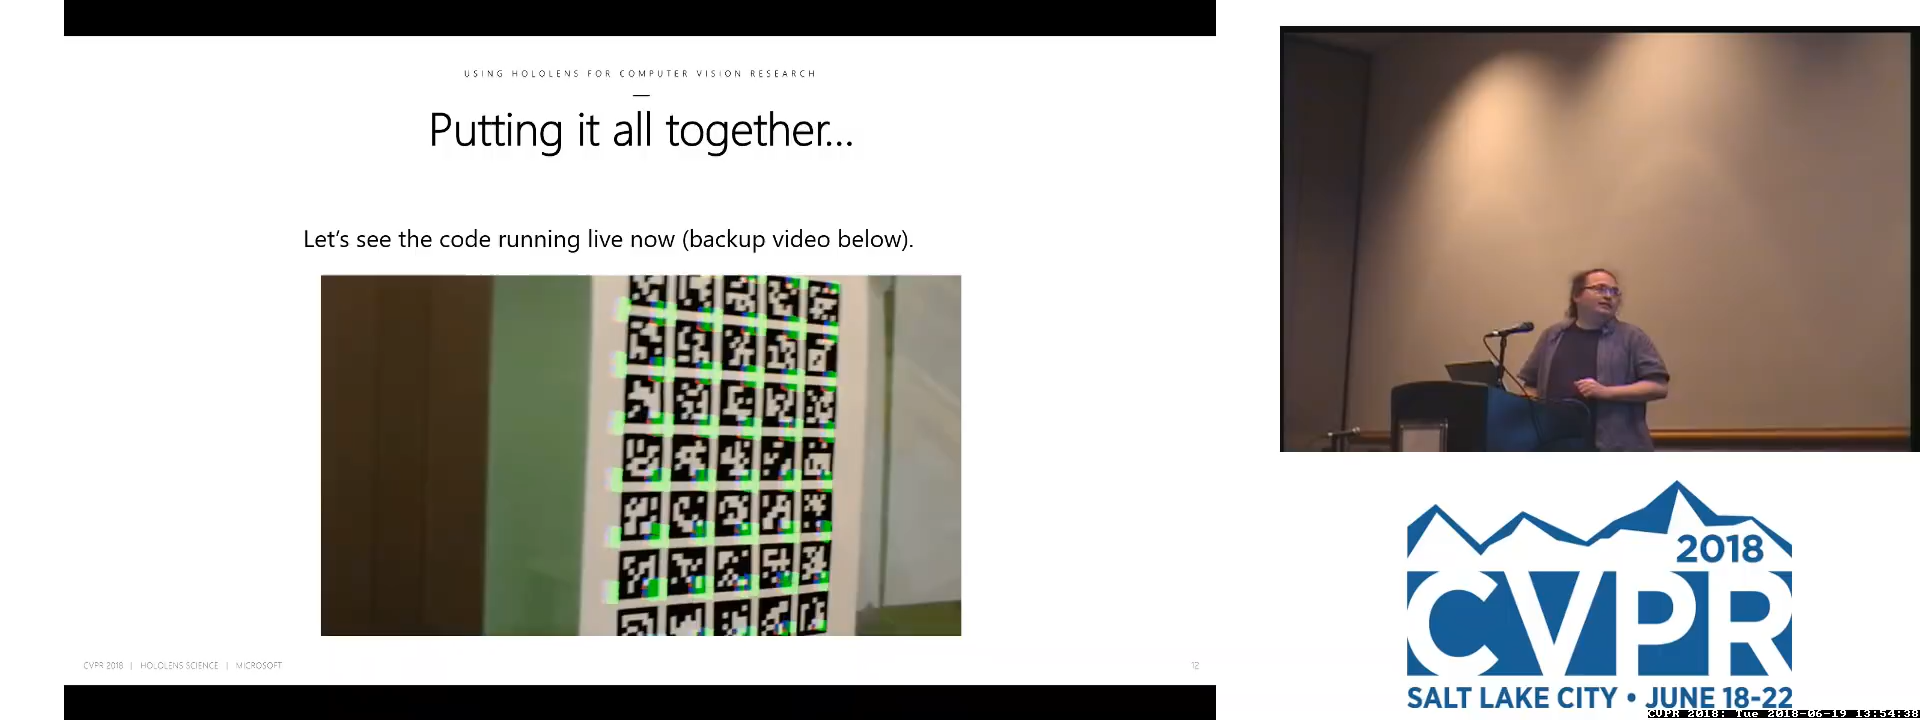 USING HOLOLENS FOR COMPUTER VISION RESEARCH
Putting it all together...
Let's see the code running live now (backup video below).
CVPR 2018 | HOLOLENS SCIENCE | MICROSOFT
12
2018
CVPR
SALT LAKE CITY • JUNE 18-22
CVPR 2018: Tue 2018-06-19 13:54:38